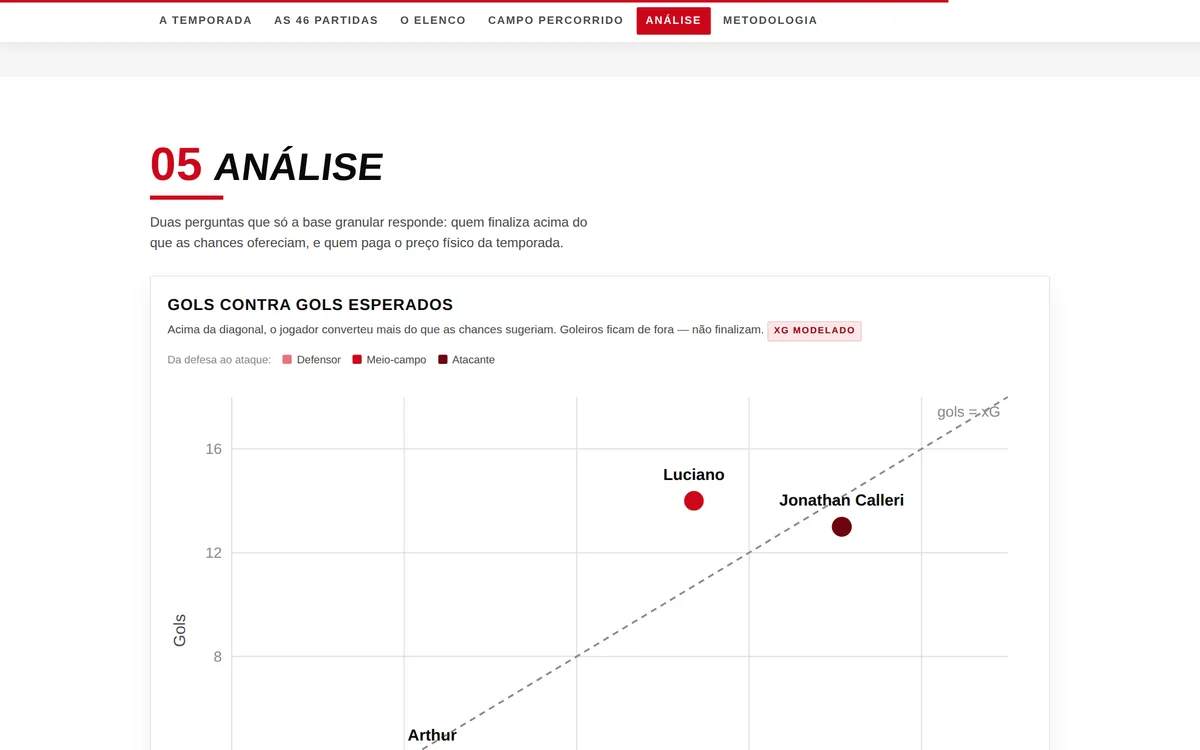 A TEMPORADA AS 46 PARTIDAS O ELENCO CAMPO PERCORRIDO ANÁLISE METODOLOGIA
05 ANÁLISE
Duas perguntas que só a base granular responde: quem finaliza acima do
que as chances ofereciam, e quem paga o preço físico da temporada.
GOLS CONTRA GOLS ESPERADOS
Acima da diagonal, o jogador converteu mais do que as chances sugeriam. Goleiros ficam de fora — não finalizam. XG MODELADO
Da defesa ao ataque: Defensor Meio-campo Atacante
gols = xG
16
Luciano
Jonathan Calleri
12
Gols
8
Arthur